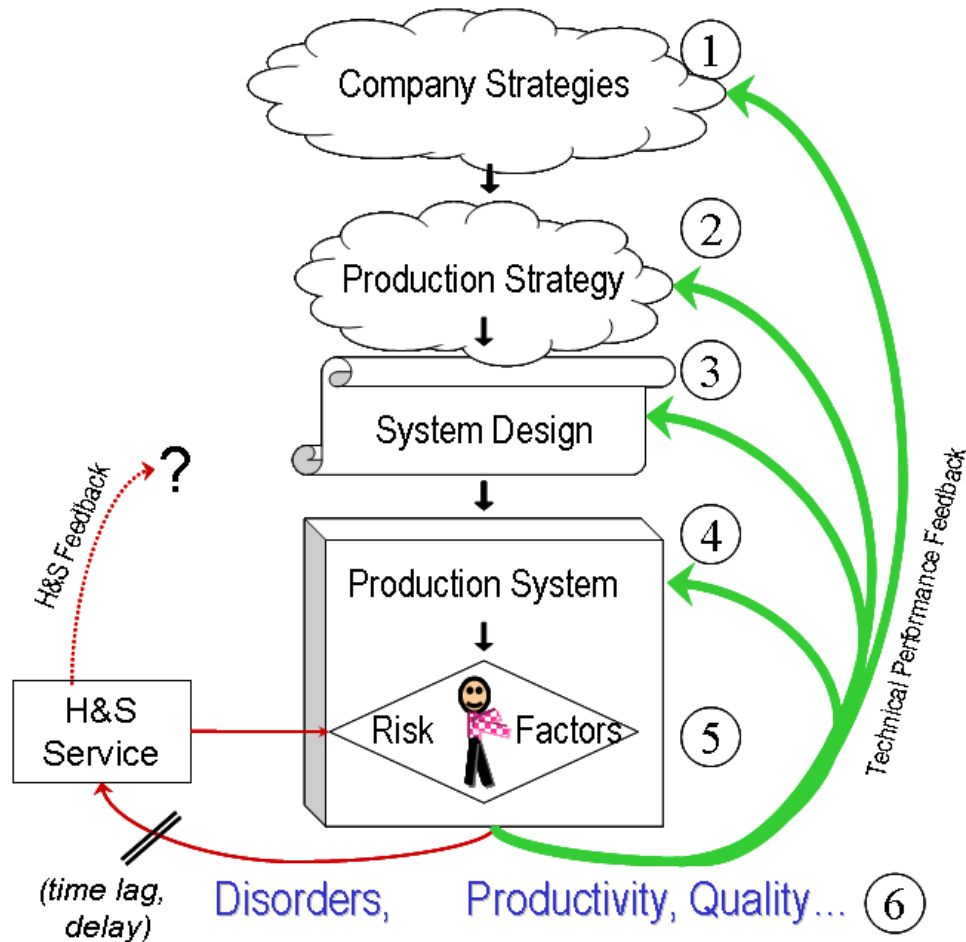 1
Company Strategies
2
Production Strategy
3
System Design
?
H&S Feedback
4
Production System
Technical Performance Feedback
H&S
Service
Risk Factors
5
(time lag,
delay)
Disorders, Productivity, Quality...
6